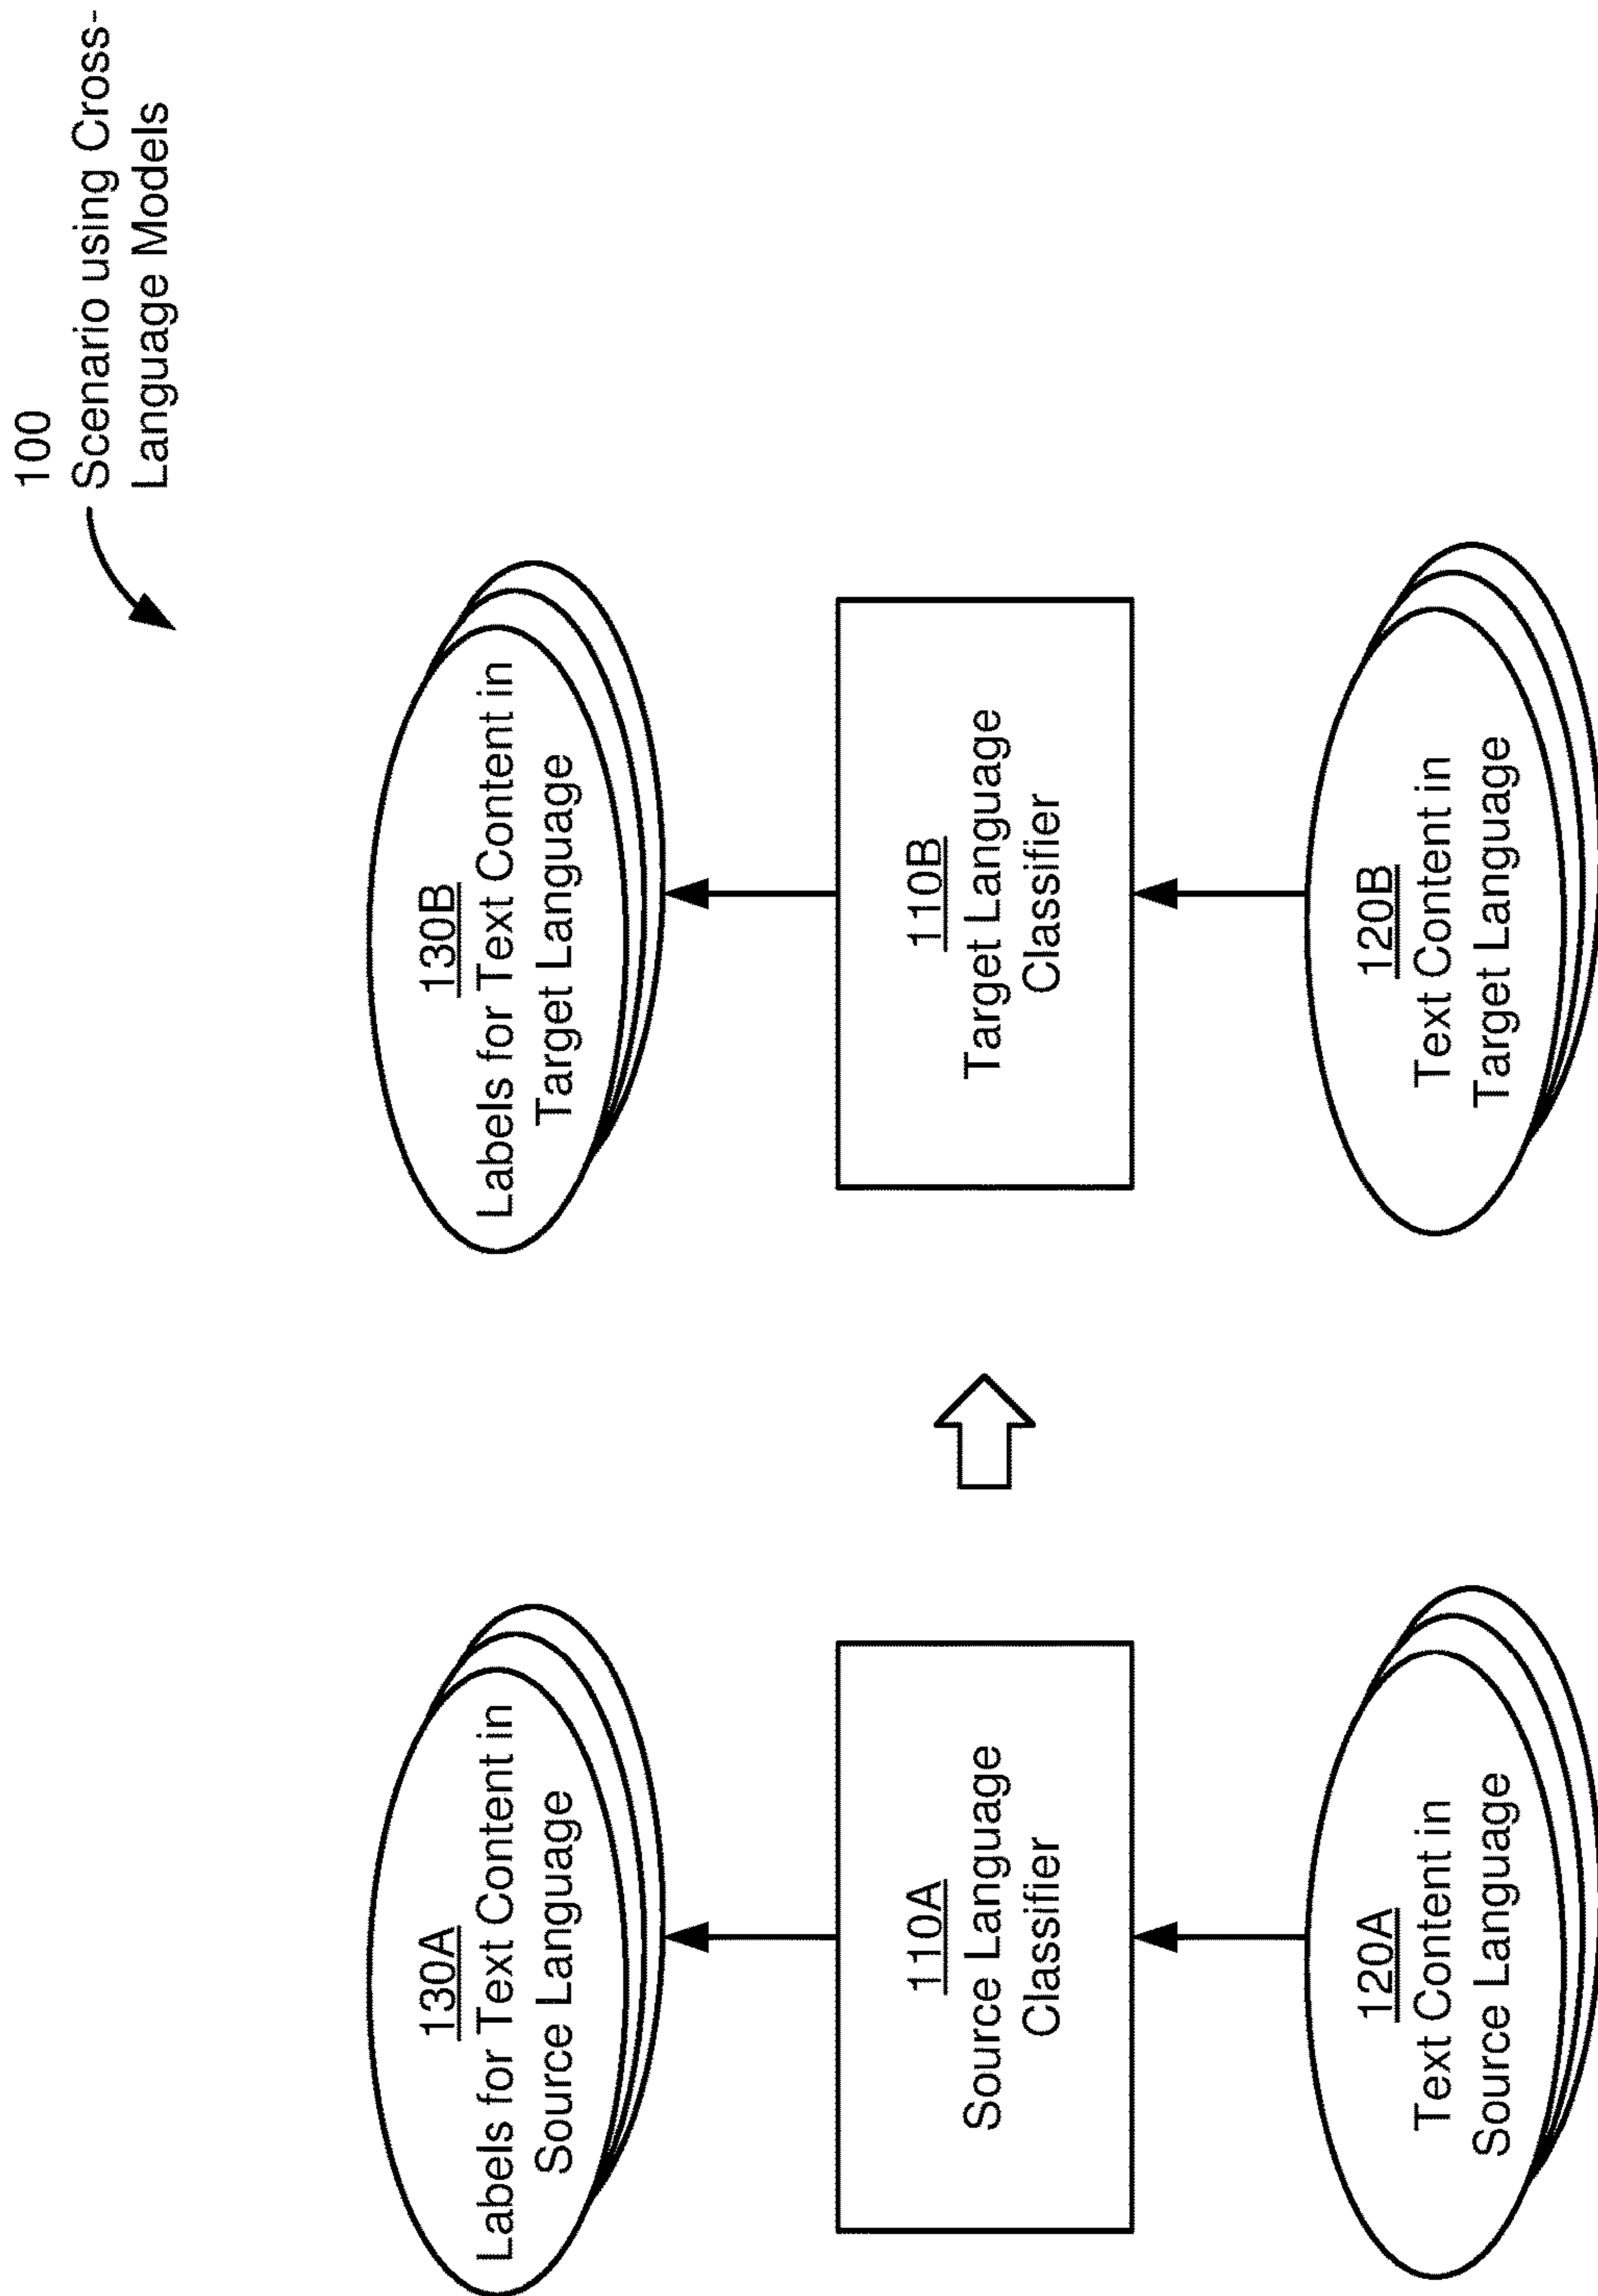 100
Scenario using Cross-
Language Models
130A
Labels for Text Content in
Source Language
130B
Labels for Text Content in
Target Language
110A
Source Language
Classifier
110B
Target Language
Classifier
120A
Text Content in
Source Language
120B
Text Content in
Target Language